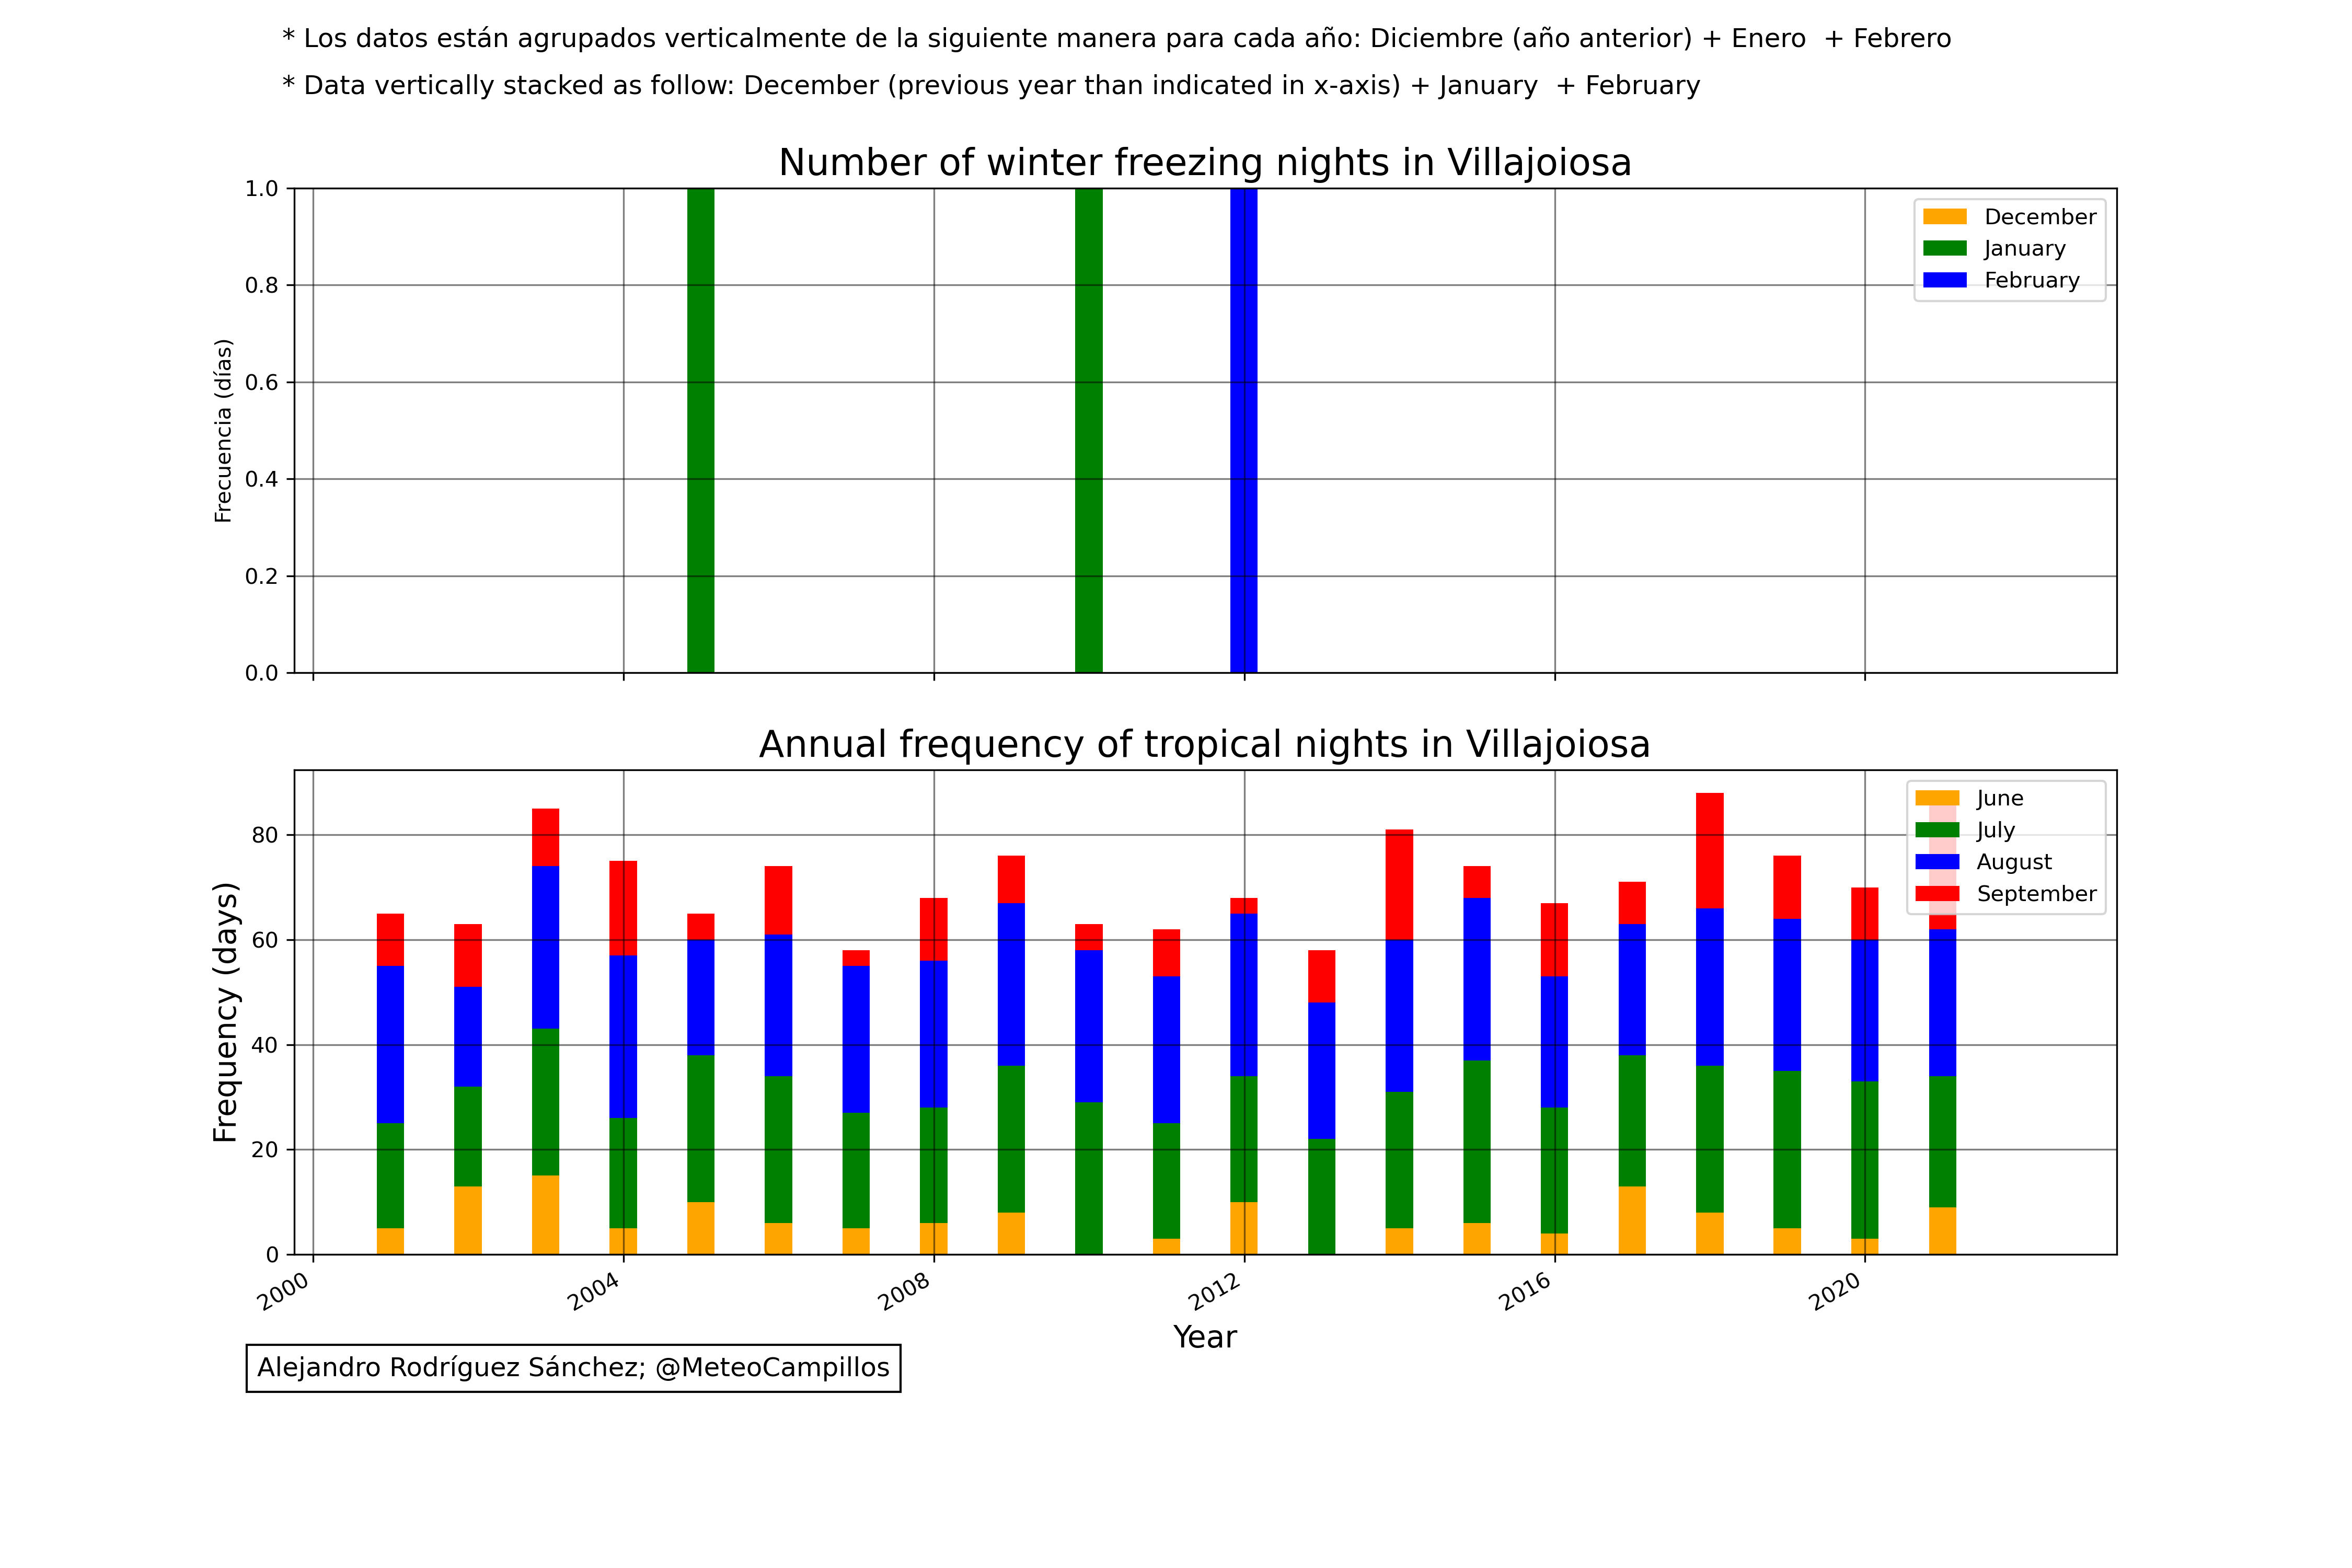 * Los datos están agrupados verticalmente de la siguiente manera para cada año: Diciembre (año anterior) + Enero  + Febrero
* Data vertically stacked as follow: December (previous year than indicated in x-axis) + January  + February
Number of winter freezing nights in Villajoiosa
1.0
0.8
0.6
0.4
0.2
0.0
Frecuencia (días)
December
January
February
Annual frequency of tropical nights in Villajoiosa
80
60
40
20
0
Frequency (days)
June
July
August
September
2000
2004
2008
2012
2016
2020
Year
Alejandro Rodríguez Sánchez; @MeteoCampillos